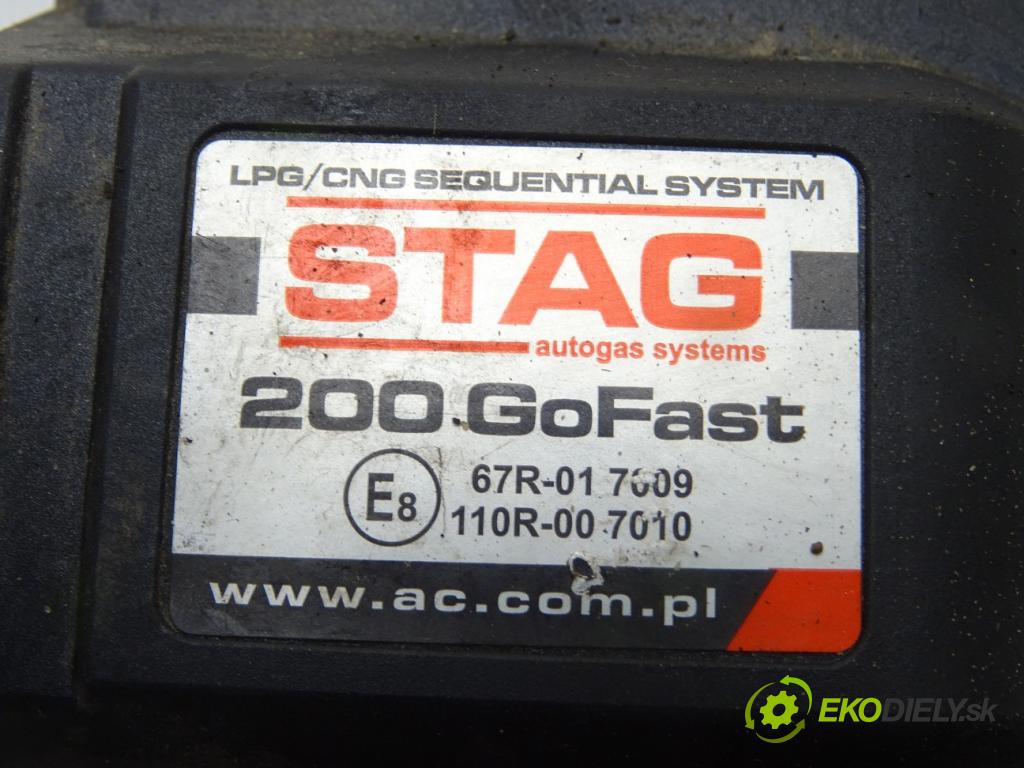 LPG/CNG SEQUENTIAL SYSTEM
STAG
autogas systems
200 GoFast
E8
67R-01 7009
110R-00 7010
www.ac.com.pl
EKODIELY.sk